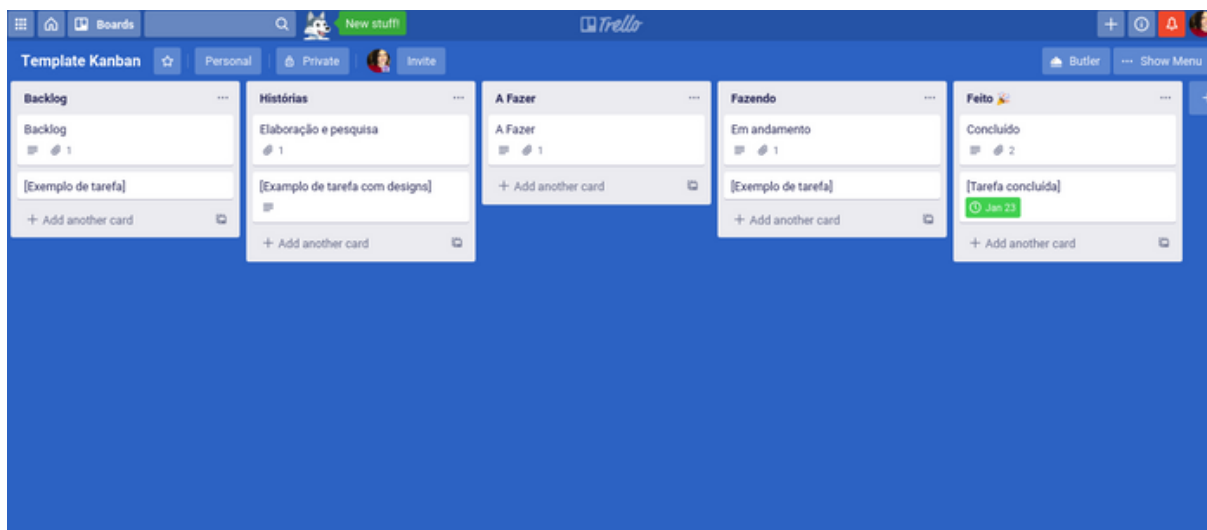 Boards
New stuff!
Trello
Template Kanban
Personal
Private
Invite
Butler
Show Menu
Backlog
Backlog
1
[Exemplo de tarefa]
+ Add another card
Histórias
Elaboração e pesquisa
1
[Examplo de tarefa com designs]
+ Add another card
A Fazer
A Fazer
1
+ Add another card
Fazendo
Em andamento
1
[Exemplo de tarefa]
+ Add another card
Feito 🎉
Concluído
2
[Tarefa concluída]
Jan 23
+ Add another card